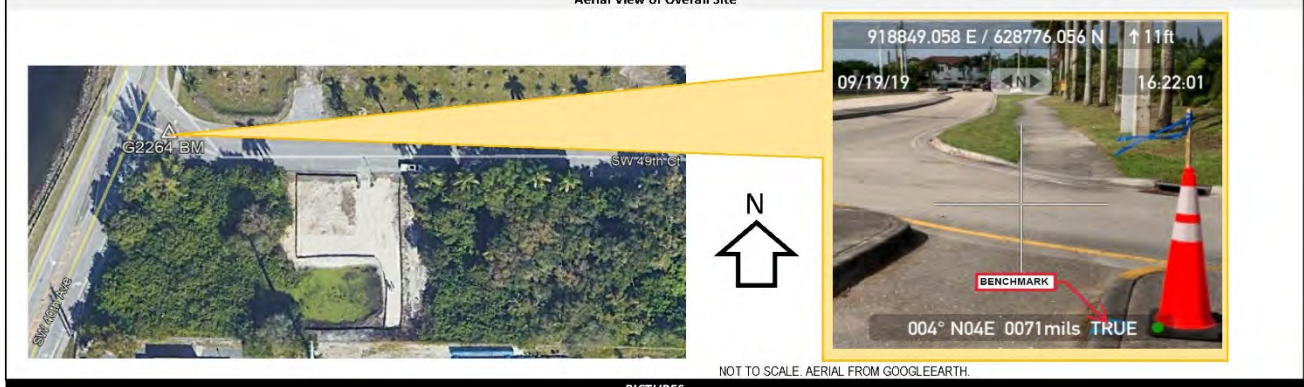 Aerial View of Overall Site
918849.058 E / 628776.056 N ↑ 11ft
09/19/19 ◀N▶ 16:22:01
G2264 BM
SW 49th Ct
N
SW 40th Ave
BENCHMARK
004° N04E 0071mils TRUE
NOT TO SCALE. AERIAL FROM GOOGLEEARTH.
PICTURES